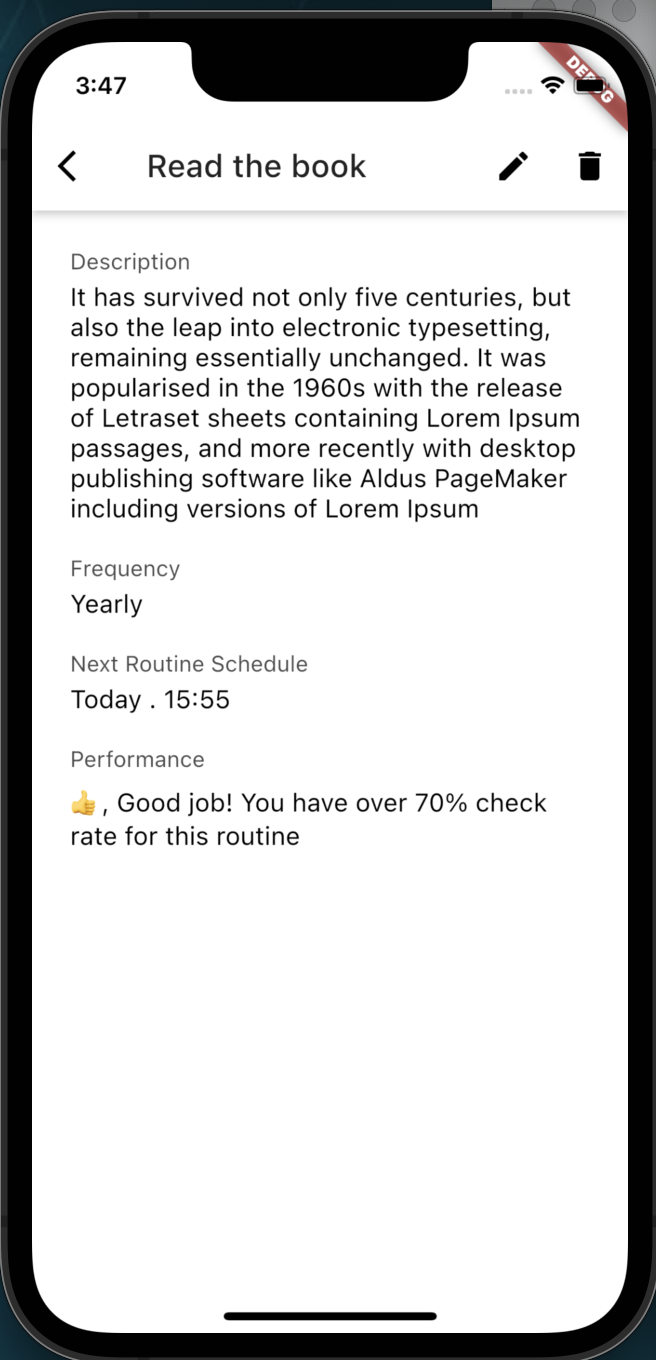 3:47
DEBUG
Read the book
Description
It has survived not only five centuries, but
also the leap into electronic typesetting,
remaining essentially unchanged. It was
popularised in the 1960s with the release
of Letraset sheets containing Lorem Ipsum
passages, and more recently with desktop
publishing software like Aldus PageMaker
including versions of Lorem Ipsum
Frequency
Yearly
Next Routine Schedule
Today . 15:55
Performance
👍 , Good job! You have over 70% check
rate for this routine